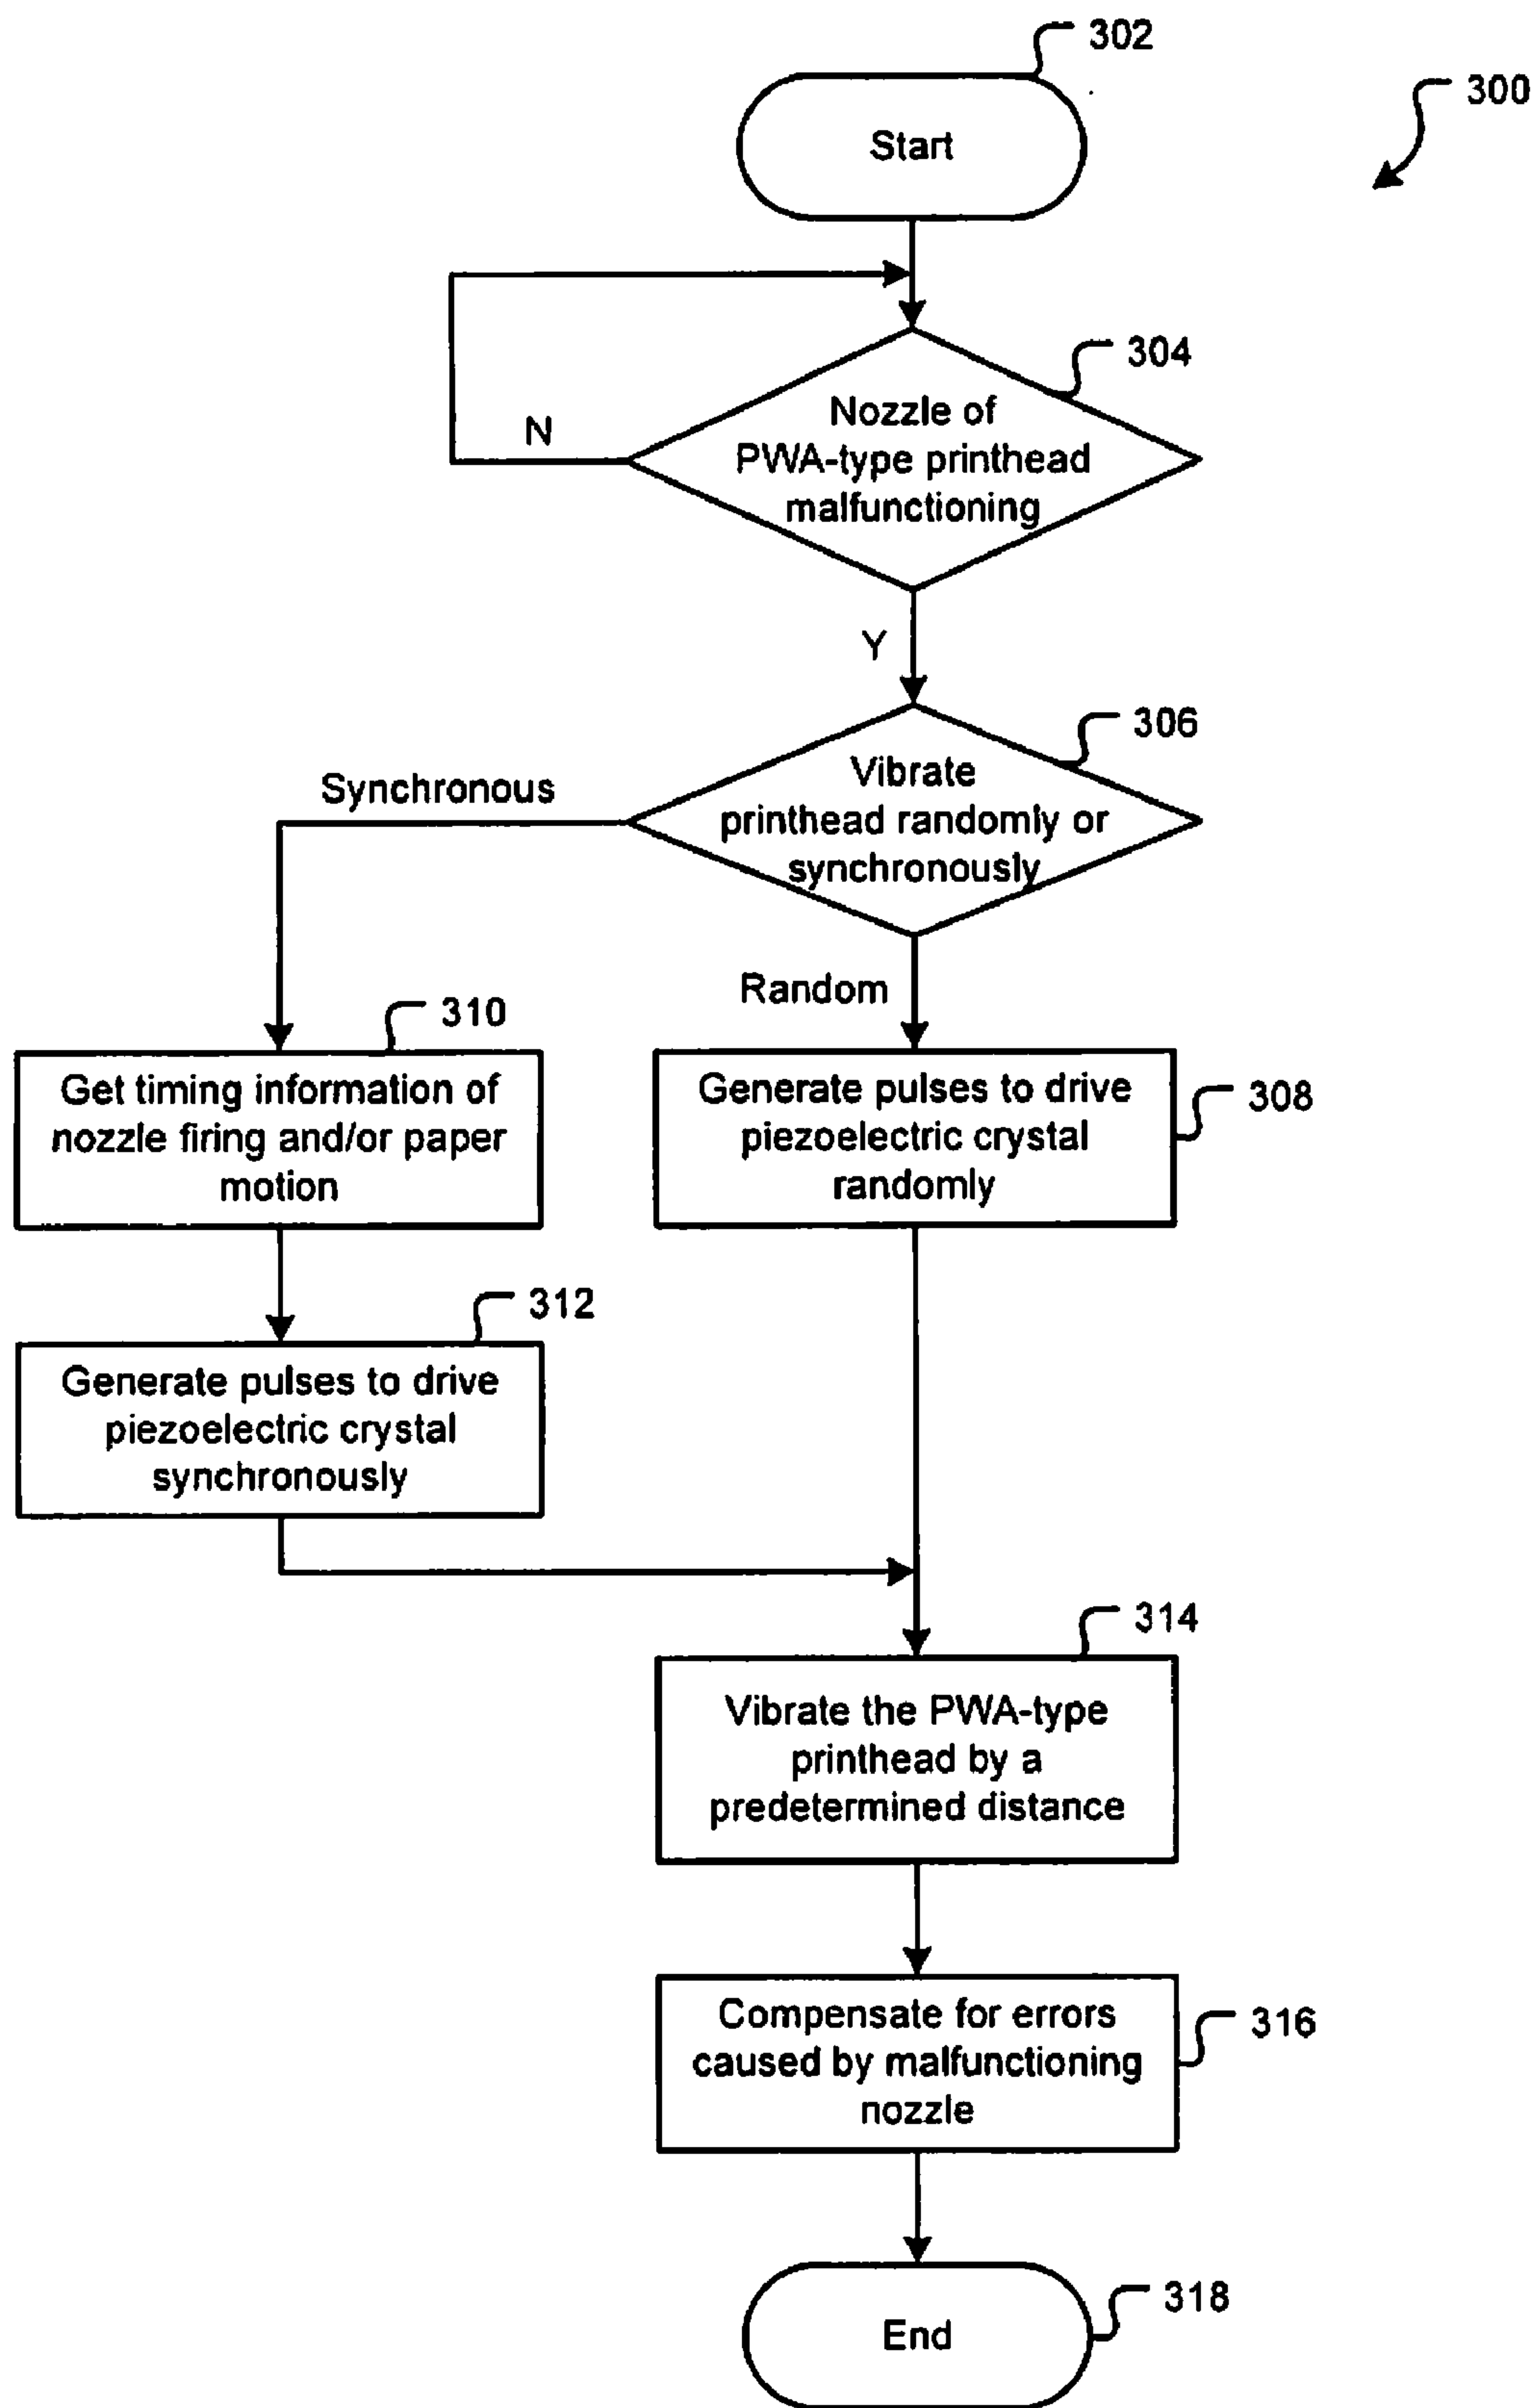 302
300
Start
304
Nozzle of
PWA-type printhead
malfunctioning
N
Y
306
Vibrate
printhead randomly or
synchronously
Synchronous
Random
310
Get timing information of
nozzle firing and/or paper
motion
308
Generate pulses to drive
piezoelectric crystal
randomly
312
Generate pulses to drive
piezoelectric crystal
synchronously
314
Vibrate the PWA-type
printhead by a
predetermined distance
316
Compensate for errors
caused by malfunctioning
nozzle
318
End